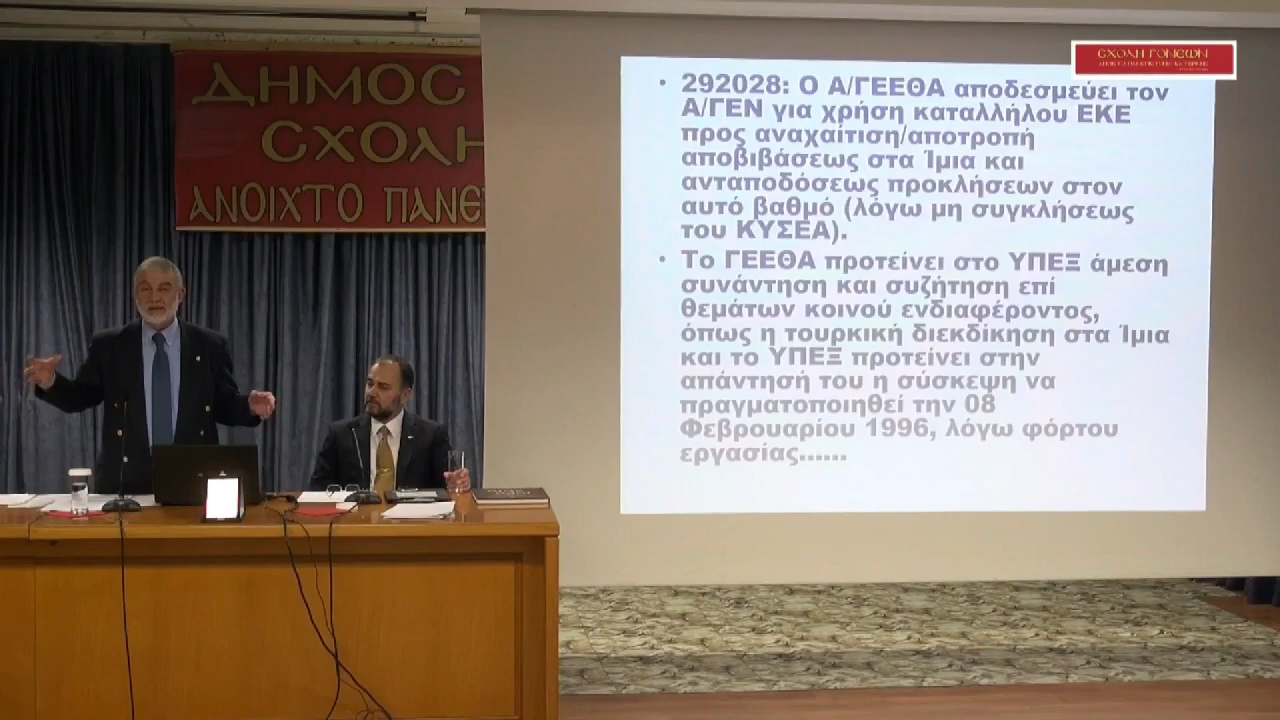 ΔΗΜΟΣ
ΣΧΟΛΗ
ΑΝΟΙΧΤΟ ΠΑΝΕ
ΣΧΟΛΗ ΓΟΝΕΩΝ
• 292028: Ο Α/ΓΕΕΘΑ αποδεσμεύει τον
Α/ΓΕΝ για χρήση καταλλήλου ΕΚΕ
προς αναχαίτιση/αποτροπή
αποβιβάσεως στα Ίμια και
ανταποδόσεως προκλήσεων στον
αυτό βαθμό (λόγω μη συγκλήσεως
του ΚΥΣΕΑ).
• Το ΓΕΕΘΑ προτείνει στο ΥΠΕΞ άμεση
συνάντηση και συζήτηση επί
θεμάτων κοινού ενδιαφέροντος,
όπως η τουρκική διεκδίκηση στα Ίμια
και το ΥΠΕΞ προτείνει στην
απάντησή του η σύσκεψη να
πραγματοποιηθεί την 08
Φεβρουαρίου 1996, λόγω φόρτου
εργασίας......